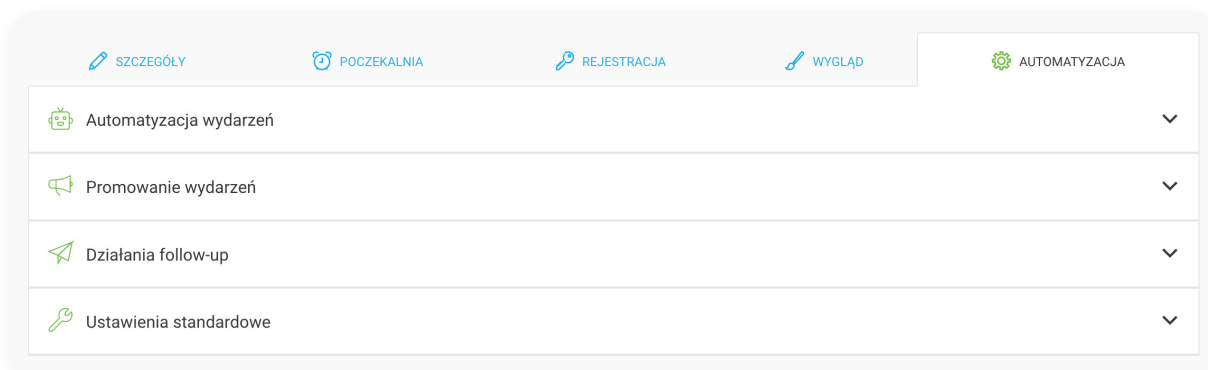 SZCZEGÓŁY
POCZEKALNIA
REJESTRACJA
WYGLĄD
AUTOMATYZACJA
Automatyzacja wydarzeń
Promowanie wydarzeń
Działania follow-up
Ustawienia standardowe